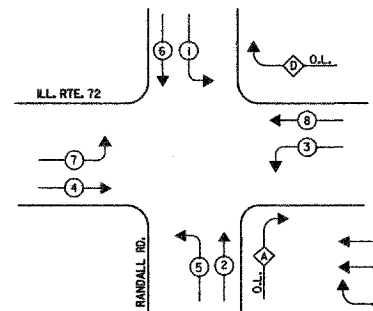 6 1
D O.L.
ILL. RTE. 72
8
3
7
4
RANDALL RD.
5 2 A
O.L.